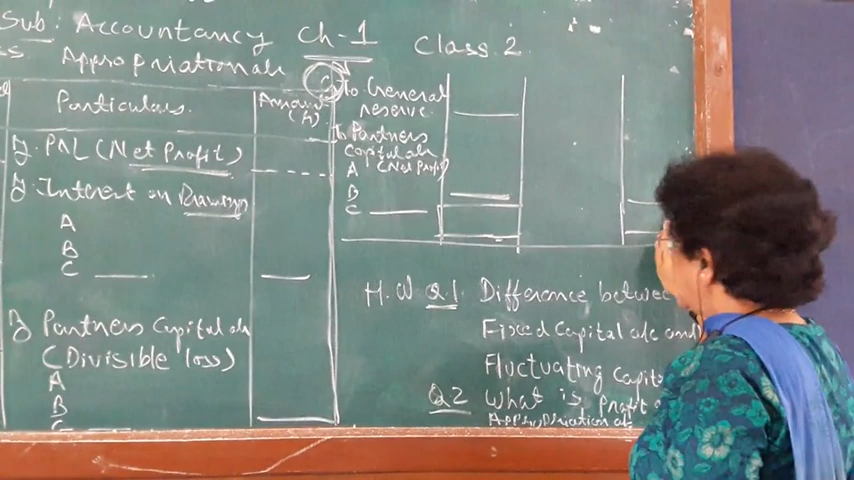 Sub: Accountancy Ch-1 Class 2
Appropriation a/c
Particulars. Amount
By. P&L (Net Profit)
By Interest on Drawings
A
B
C
By Partners Capital a/c
(Divisible loss)
A
B
C
To General
reserve.
To Partners
Capital a/c
A (Net Profit)
B
C
H.W Q.1. Difference betwee
Fixed Capital a/c and
Fluctuating Capit
Q2 What is Profit
Appropriation a/c